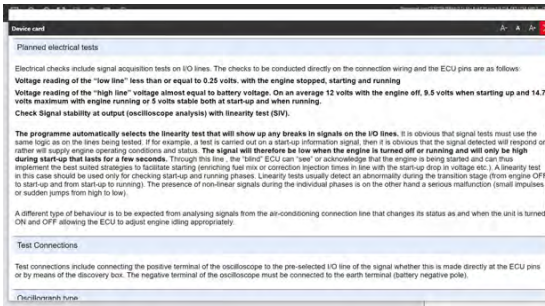 Device card
A- A A+
Planned electrical tests
Electrical checks include signal acquisition tests on I/O lines. The checks to be conducted directly on the connection wiring and the ECU pins are as follows:
Voltage reading of the "low line" less than or equal to 0.25 volts, with the engine stopped, starting and running
Voltage reading of the "high line" voltage almost equal to battery voltage. On an average 12 volts with the engine off, 9.5 volts when starting up and 14.7
volts maximum with engine running or 5 volts stable both at start-up and when running.
Check Signal stability at output (oscilloscope analysis) with linearity test (SIV).
The programme automatically selects the linearity test that will show up any breaks in signals on the I/O lines. It is obvious that signal tests must use the
same logic as on the lines being tested. If for example, a test is carried out on a start-up information signal, then it is obvious that the signal detected will respond or
rather will supply engine operating conditions and status. The signal will therefore be low when the engine is turned off or running and will only be high
during start-up that lasts for a few seconds. Through this line , the "blind" ECU can "see" or acknowledge that the engine is being started and can thus
implement the best suited strategies to facilitate starting (enriching fuel mix or correction injection times in line with the start-up drop in voltage etc.). A linearity test
in this case should be used only for checking start-up and running phases. Linearity tests usually detect an abnormality during the transition stage (from engine OFF
to start-up and from start-up to running). The presence of non-linear signals during the individual phases is on the other hand a serious malfunction (small impulses
or sudden jumps from high to low).
A different type of behaviour is to be expected from analysing signals from the air-conditioning connection line that changes its status as and when the unit is turned
ON and OFF allowing the ECU to adjust engine idling appropriately.
Test Connections
Test connections include connecting the positive terminal of the oscilloscope to the pre-selected I/O line of the signal whether this is made directly at the ECU pins
or by means of the discovery box. The negative terminal of the oscilloscope must be connected to the earth terminal (battery negative pole).
Oscillograph type